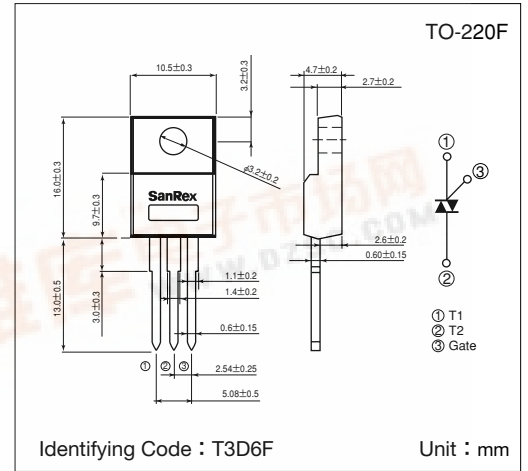 TO-220F
10.5±0.3
3.2±0.3
4.7±0.2
2.7±0.2
φ3.2±0.2
16.0±0.3
9.7±0.3
SanRex
13.0±0.5
3.0±0.3
1.1±0.2
1.4±0.2
0.6±0.15
2.54±0.25
5.08±0.5
2.6±0.2
0.60±0.15
① ② ③
①
③
②
① T1
② T2
③ Gate
Identifying Code：T3D6F
Unit：mm